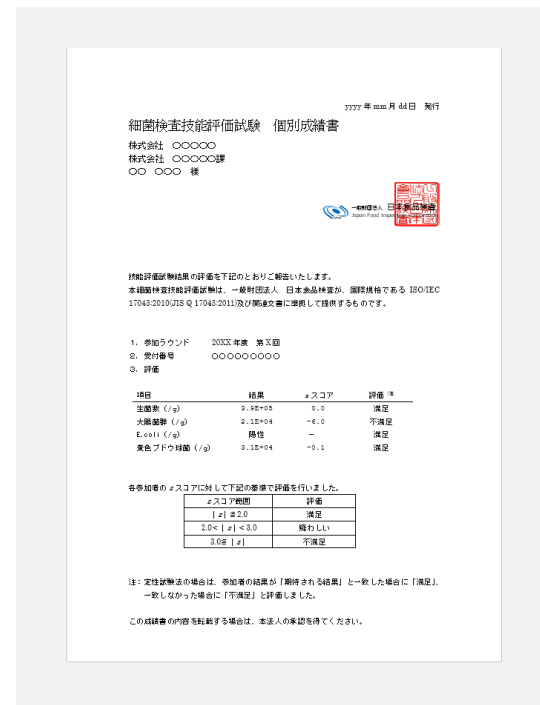 yyyy 年 mm 月 dd日　発行
細菌検査技能評価試験　個別成績書
株式会社　○○○○○
株式会社　○○○○○課
○○　○○○　様
一般財団法人 日本食品検査
Japan Food Inspection
技能評価試験結果の評価を下記のとおりご報告いたします。
本細菌検査技能評価試験は、一般財団法人　日本食品検査が、国際規格である ISO/IEC
17043:2010(JIS Q 17043:2011)及び関連文書に準拠して提供するものです。
1. 参加ラウンド　20XX 年度　第 X 回
2. 受付番号　○○○○○○○○○
3. 評価
項目　結果　z スコア　評価 注
生菌数（/g）　3.9E+05　0.0　満足
大腸菌群（/g）　2.1E+04　-6.0　不満足
E.coli（/g）　陽性　－　満足
黄色ブドウ球菌（/g）　3.1E+04　-0.1　満足
各参加者の z スコアに対して下記の基準で評価を行いました。
z スコア範囲　評価
| z | ≦2.0　満足
2.0< | z | <3.0　疑わしい
3.0≦ | z |　不満足
注：定性試験法の場合は、参加者の結果が「期待される結果」と一致した場合に「満足」、
一致しなかった場合に「不満足」と評価しました。
この成績書の内容を転載する場合は、本法人の承認を得てください。